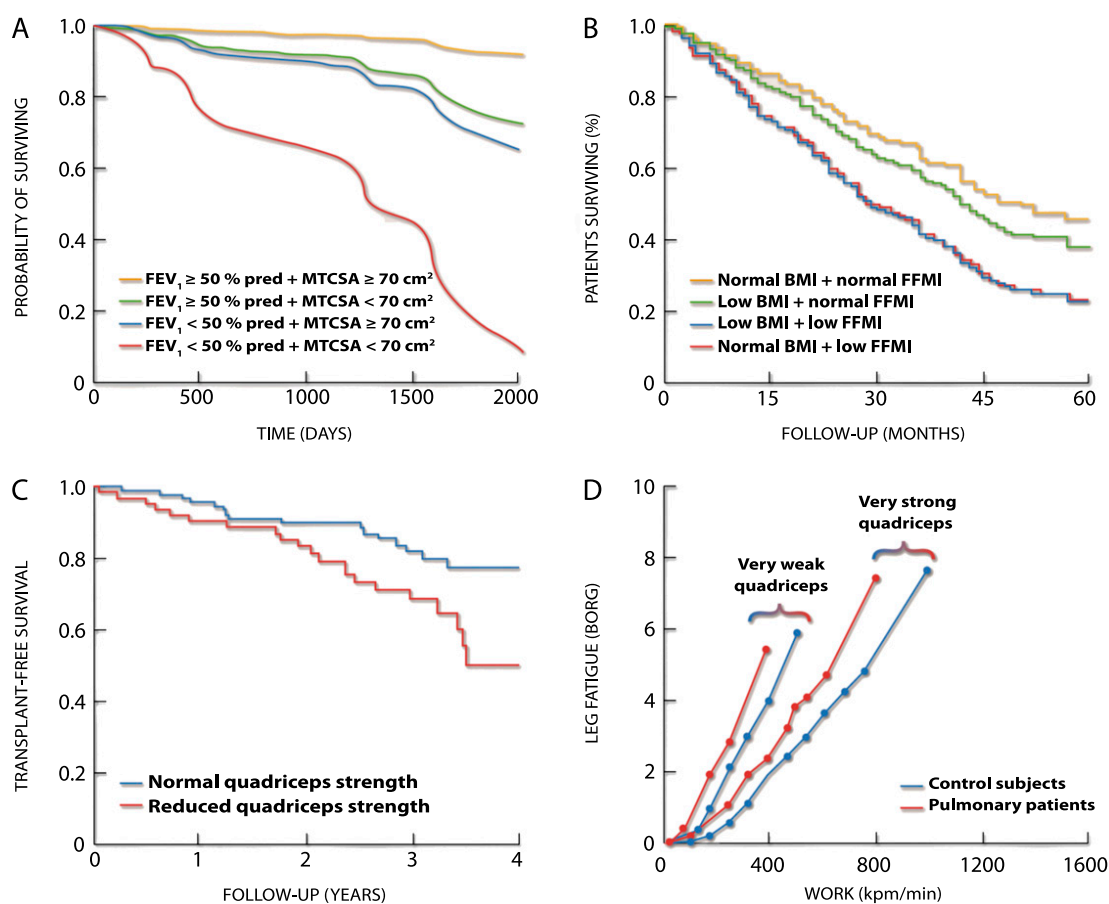 A
PROBABILITY OF SURVIVING
1.0
0.8
0.6
0.4
0.2
0
FEV₁ ≥ 50 % pred + MTCSA ≥ 70 cm²
FEV₁ ≥ 50 % pred + MTCSA < 70 cm²
FEV₁ < 50 % pred + MTCSA ≥ 70 cm²
FEV₁ < 50 % pred + MTCSA < 70 cm²
0 500 1000 1500 2000
TIME (DAYS)
B
PATIENTS SURVIVING (%)
1.0
0.8
0.6
0.4
0.2
0
Normal BMI + normal FFMI
Low BMI + normal FFMI
Low BMI + low FFMI
Normal BMI + low FFMI
0 15 30 45 60
FOLLOW-UP (MONTHS)
C
TRANSPLANT-FREE SURVIVAL
1.0
0.8
0.6
0.4
0.2
0
Normal quadriceps strength
Reduced quadriceps strength
0 1 2 3 4
FOLLOW-UP (YEARS)
D
LEG FATIGUE (BORG)
10
8
6
4
2
0
Very strong
quadriceps
Very weak
quadriceps
Control subjects
Pulmonary patients
0 400 800 1200 1600
WORK (kpm/min)